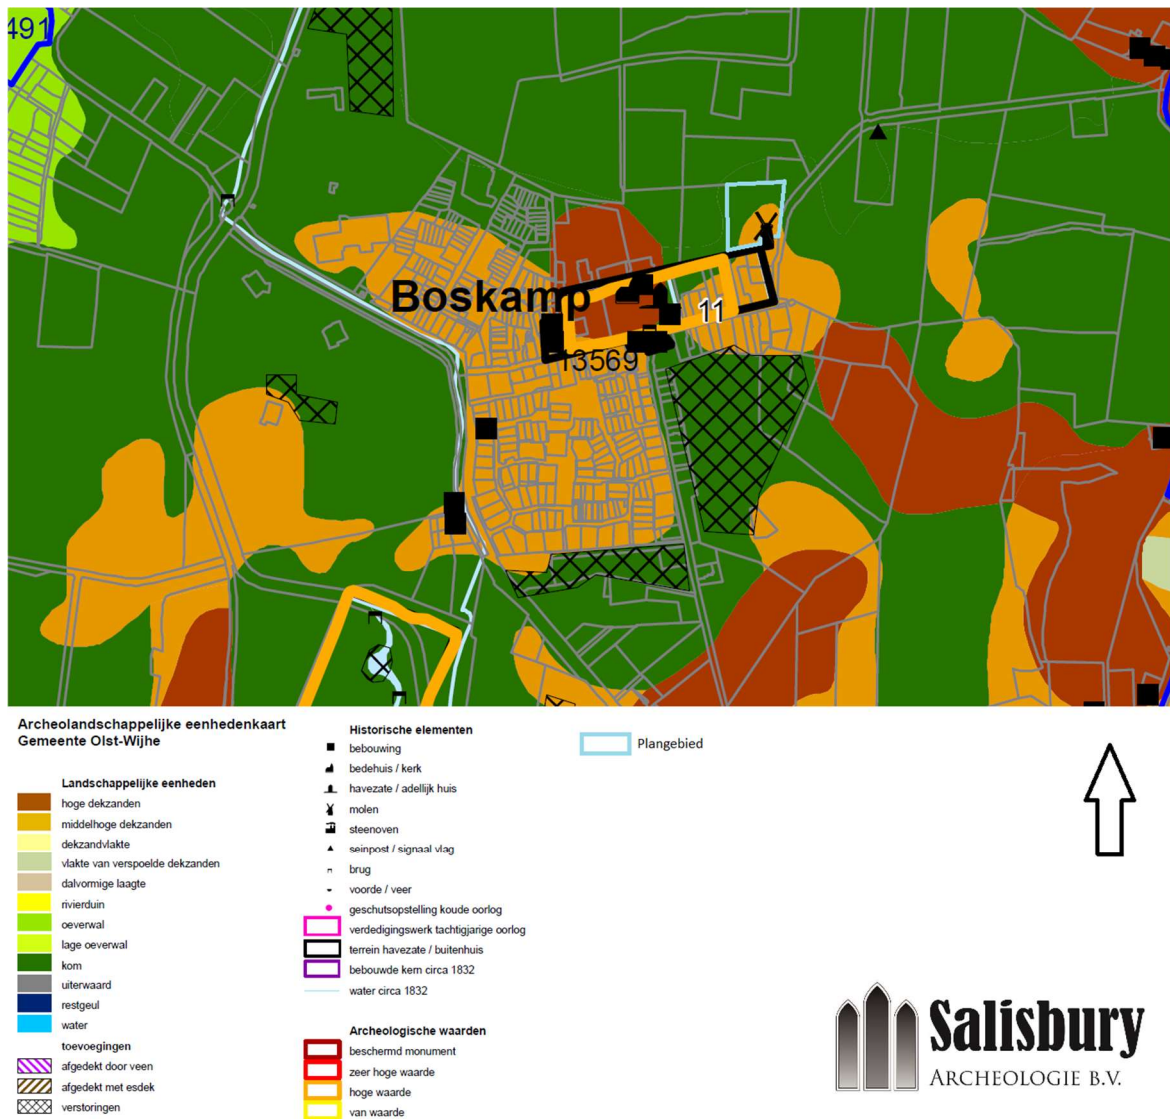 491
Boskamp
11
13569
Archeolandschappelijke eenhedenkaart
Gemeente Olst-Wijhe
Landschappelijke eenheden
hoge dekzanden
middelhoge dekzanden
dekzandvlakte
vlakte van verspoelde dekzanden
dalvormige laagte
rivierduin
oeverwal
lage oeverwal
kom
uiterwaard
restgeul
water
toevoegingen
afgedekt door veen
afgedekt met esdek
verstoringen
Historische elementen
bebouwing
bedehuis / kerk
havezate / adellijk huis
molen
steenoven
seinpost / signaal vlag
brug
voorde / veer
geschutsopstelling koude oorlog
verdedigingswerk tachtigjarige oorlog
terrein havezate / buitenhuis
bebouwde kern circa 1832
water circa 1832
Archeologische waarden
beschermd monument
zeer hoge waarde
hoge waarde
van waarde
Plangebied
Salisbury
ARCHEOLOGIE B.V.